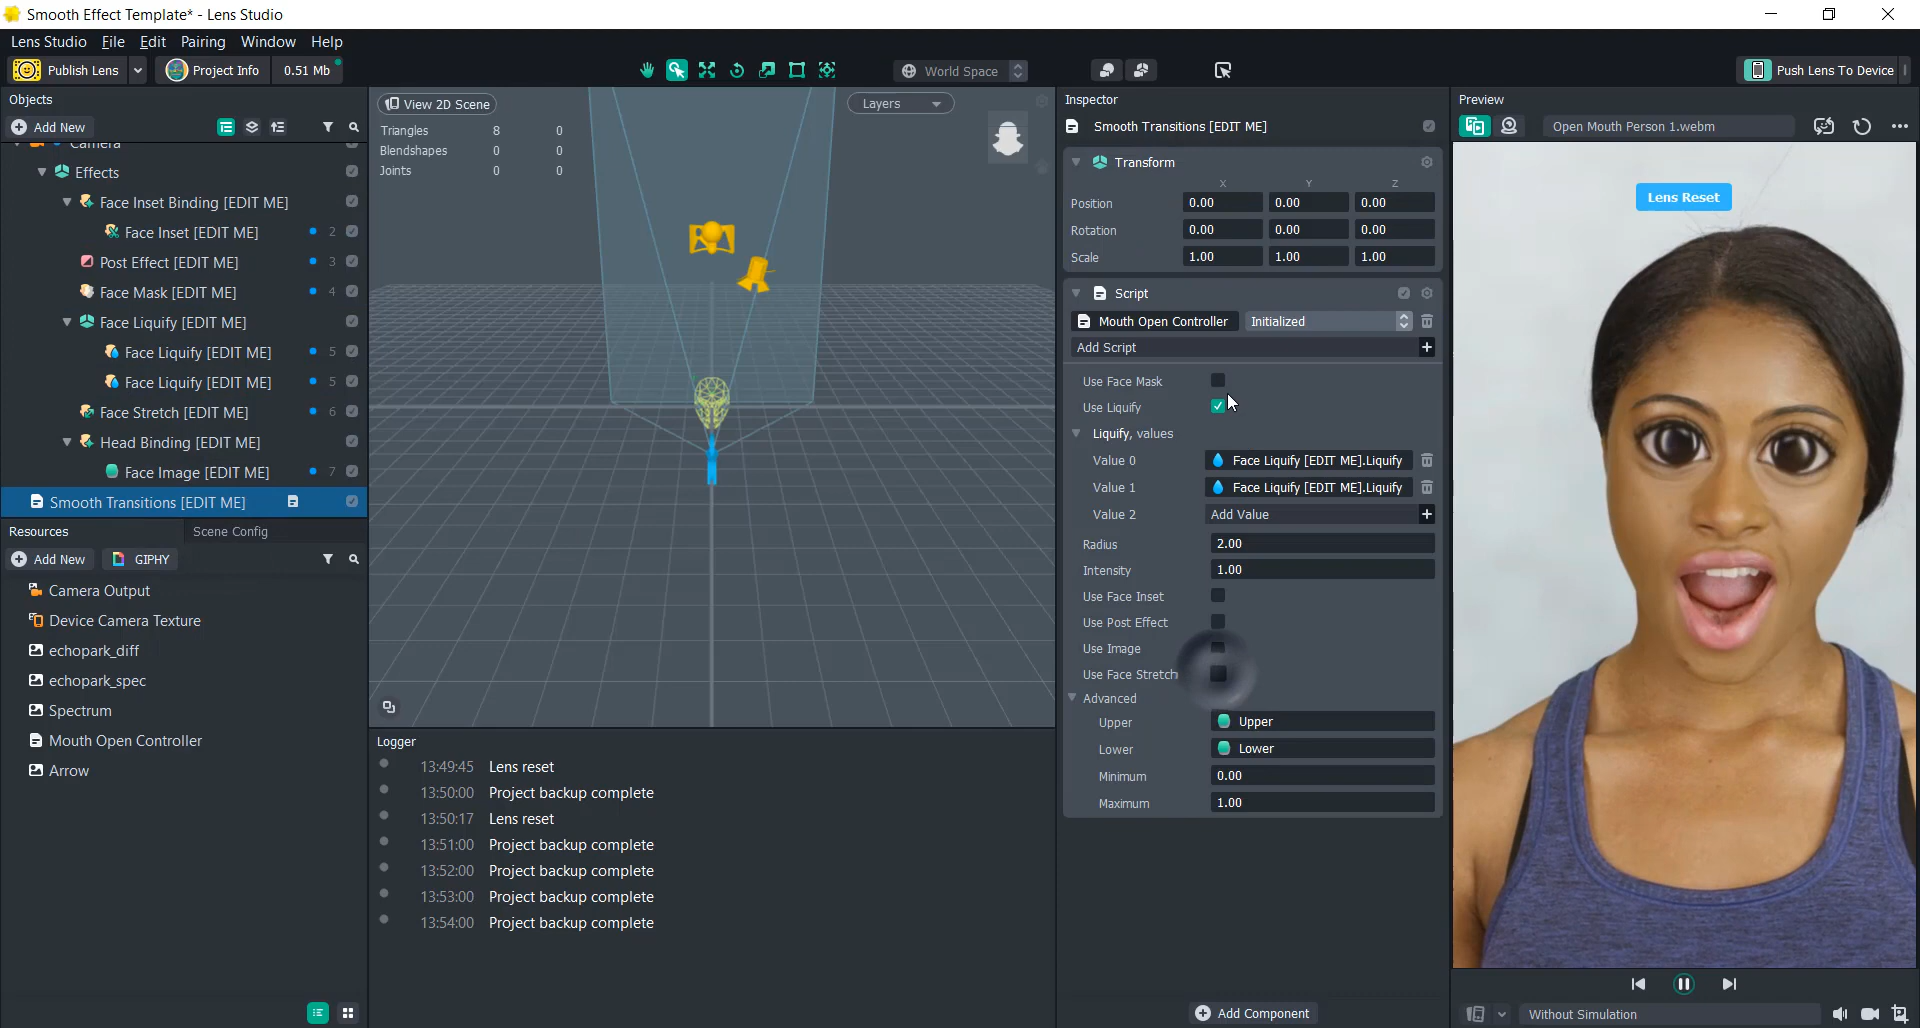 Smooth Effect Template* - Lens Studio
Lens Studio File Edit Pairing Window Help
Publish Lens Project Info 0.51 Mb World Space Push Lens To Device
Objects
Add New
Camera
Effects
Face Inset Binding [EDIT ME]
Face Inset [EDIT ME] 2
Post Effect [EDIT ME] 3
Face Mask [EDIT ME] 4
Face Liquify [EDIT ME]
Face Liquify [EDIT ME] 5
Face Liquify [EDIT ME] 5
Face Stretch [EDIT ME] 6
Head Binding [EDIT ME]
Face Image [EDIT ME] 7
Smooth Transitions [EDIT ME]
Resources Scene Config
Add New GIPHY
Camera Output
Device Camera Texture
echopark_diff
echopark_spec
Spectrum
Mouth Open Controller
Arrow
View 2D Scene Layers
Triangles 8 0
Blendshapes 0 0
Joints 0 0
Logger
13:49:45 Lens reset
13:50:00 Project backup complete
13:50:17 Lens reset
13:51:00 Project backup complete
13:52:00 Project backup complete
13:53:00 Project backup complete
13:54:00 Project backup complete
Inspector
Smooth Transitions [EDIT ME]
Transform
X Y Z
Position 0.00 0.00 0.00
Rotation 0.00 0.00 0.00
Scale 1.00 1.00 1.00
Script
Mouth Open Controller Initialized
Add Script
Use Face Mask
Use Liquify
Liquify, values
Value 0 Face Liquify [EDIT ME].Liquify
Value 1 Face Liquify [EDIT ME].Liquify
Value 2 Add Value
Radius 2.00
Intensity 1.00
Use Face Inset
Use Post Effect
Use Image
Use Face Stretch
Advanced
Upper Upper
Lower Lower
Minimum 0.00
Maximum 1.00
Add Component
Preview
Open Mouth Person 1.webm
Lens Reset
Without Simulation